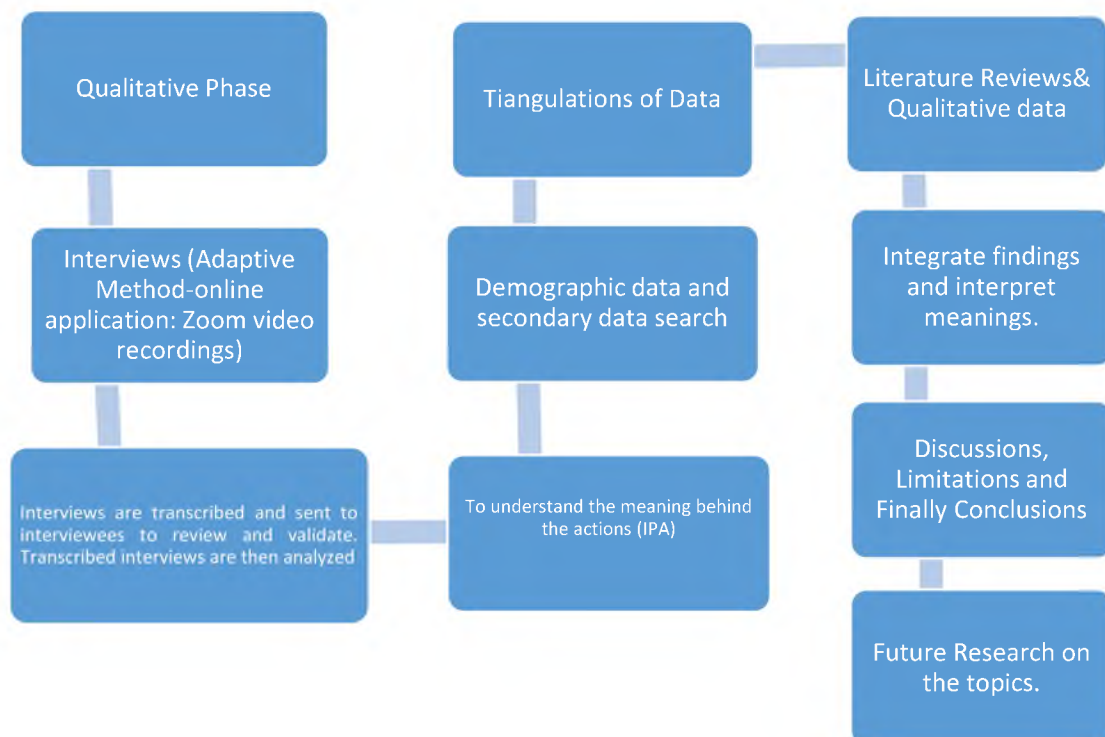 Qualitative Phase
Interviews (Adaptive
Method-online
application: Zoom video
recordings)
Interviews are transcribed and sent to
interviewees to review and validate.
Transcribed interviews are then analyzed
To understand the meaning behind
the actions (IPA)
Demographic data and
secondary data search
Tiangulations of Data
Literature Reviews&
Qualitative data
Integrate findings
and interpret
meanings.
Discussions,
Limitations and
Finally Conclusions
Future Research on
the topics.